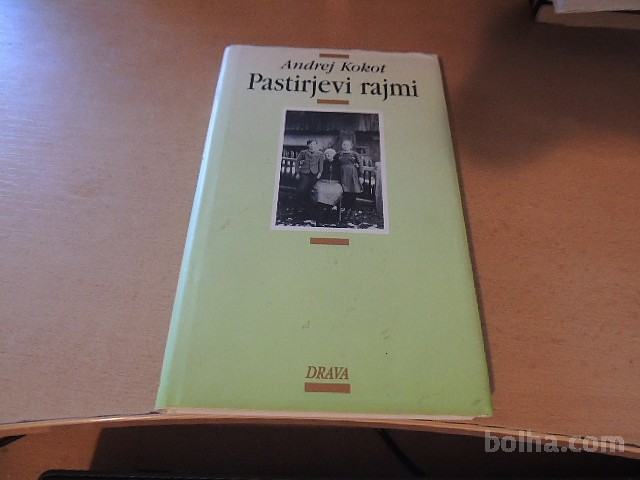 Andrej Kokot
Pastirjevi rajmi
DRAVA
bolha.com